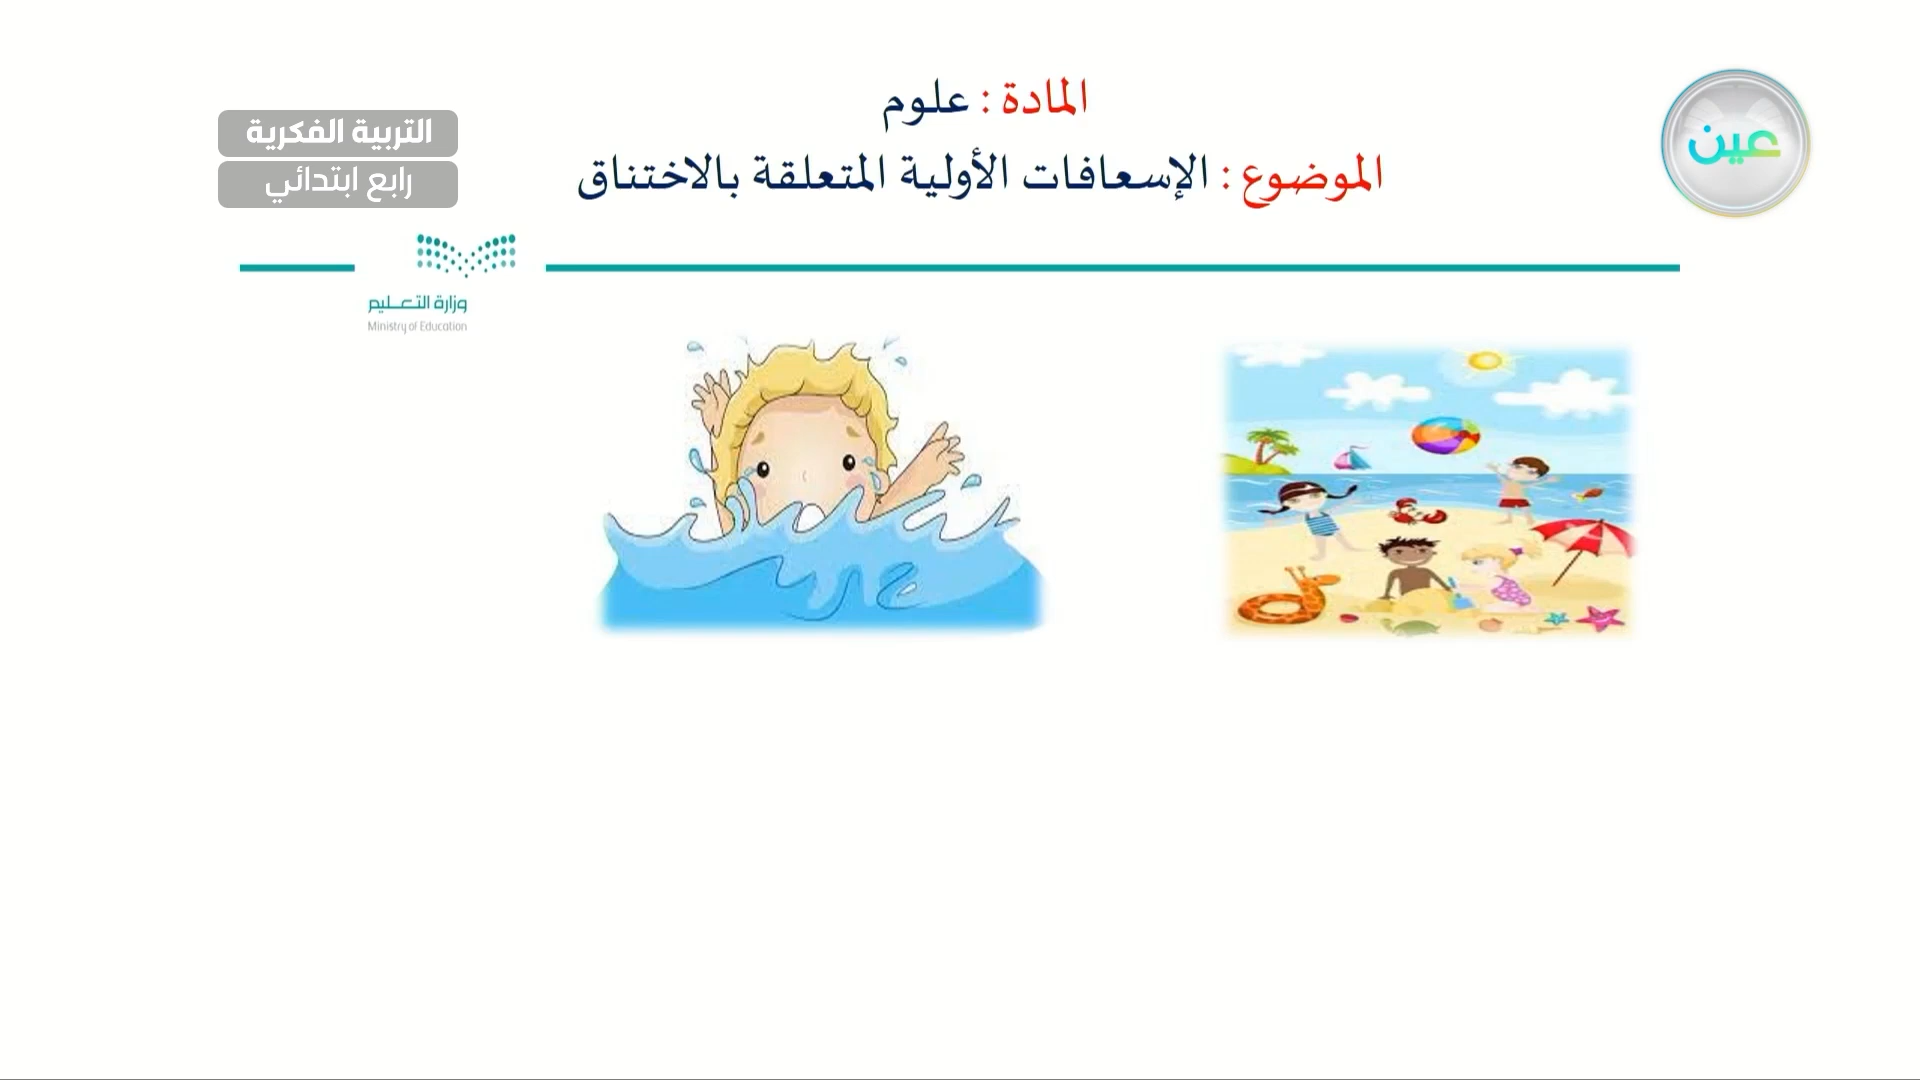 المادة : علوم
الموضوع : الإسعافات الأولية المتعلقة بالاختناق
عين
التربية الفكرية
رابع ابتدائي
وزارة التعليم
Ministry of Education